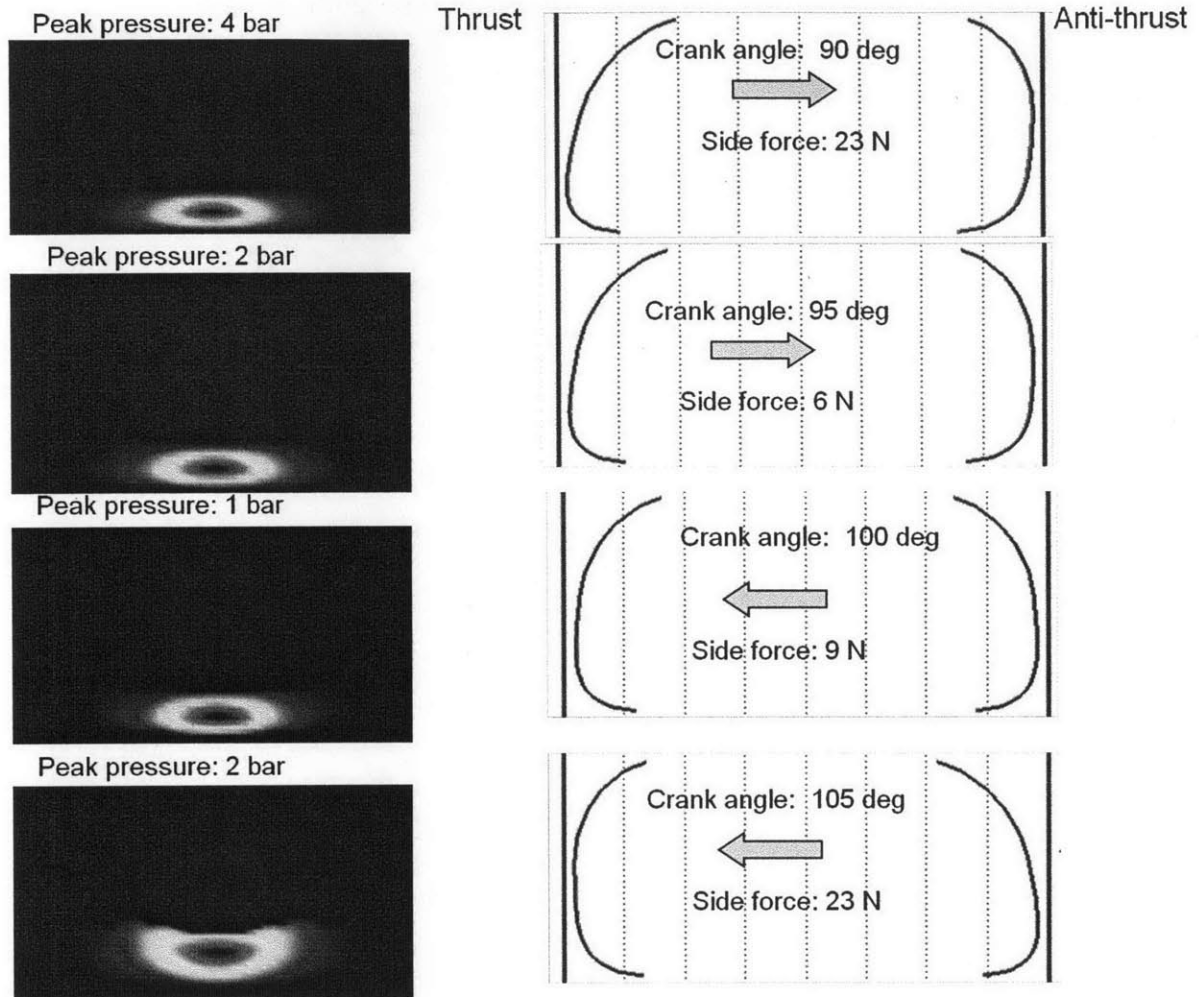 Peak pressure: 4 bar
Thrust
Anti-thrust
Crank angle: 90 deg
Side force: 23 N
Peak pressure: 2 bar
Crank angle: 95 deg
Side force: 6 N
Peak pressure: 1 bar
Crank angle: 100 deg
Side force: 9 N
Peak pressure: 2 bar
Crank angle: 105 deg
Side force: 23 N